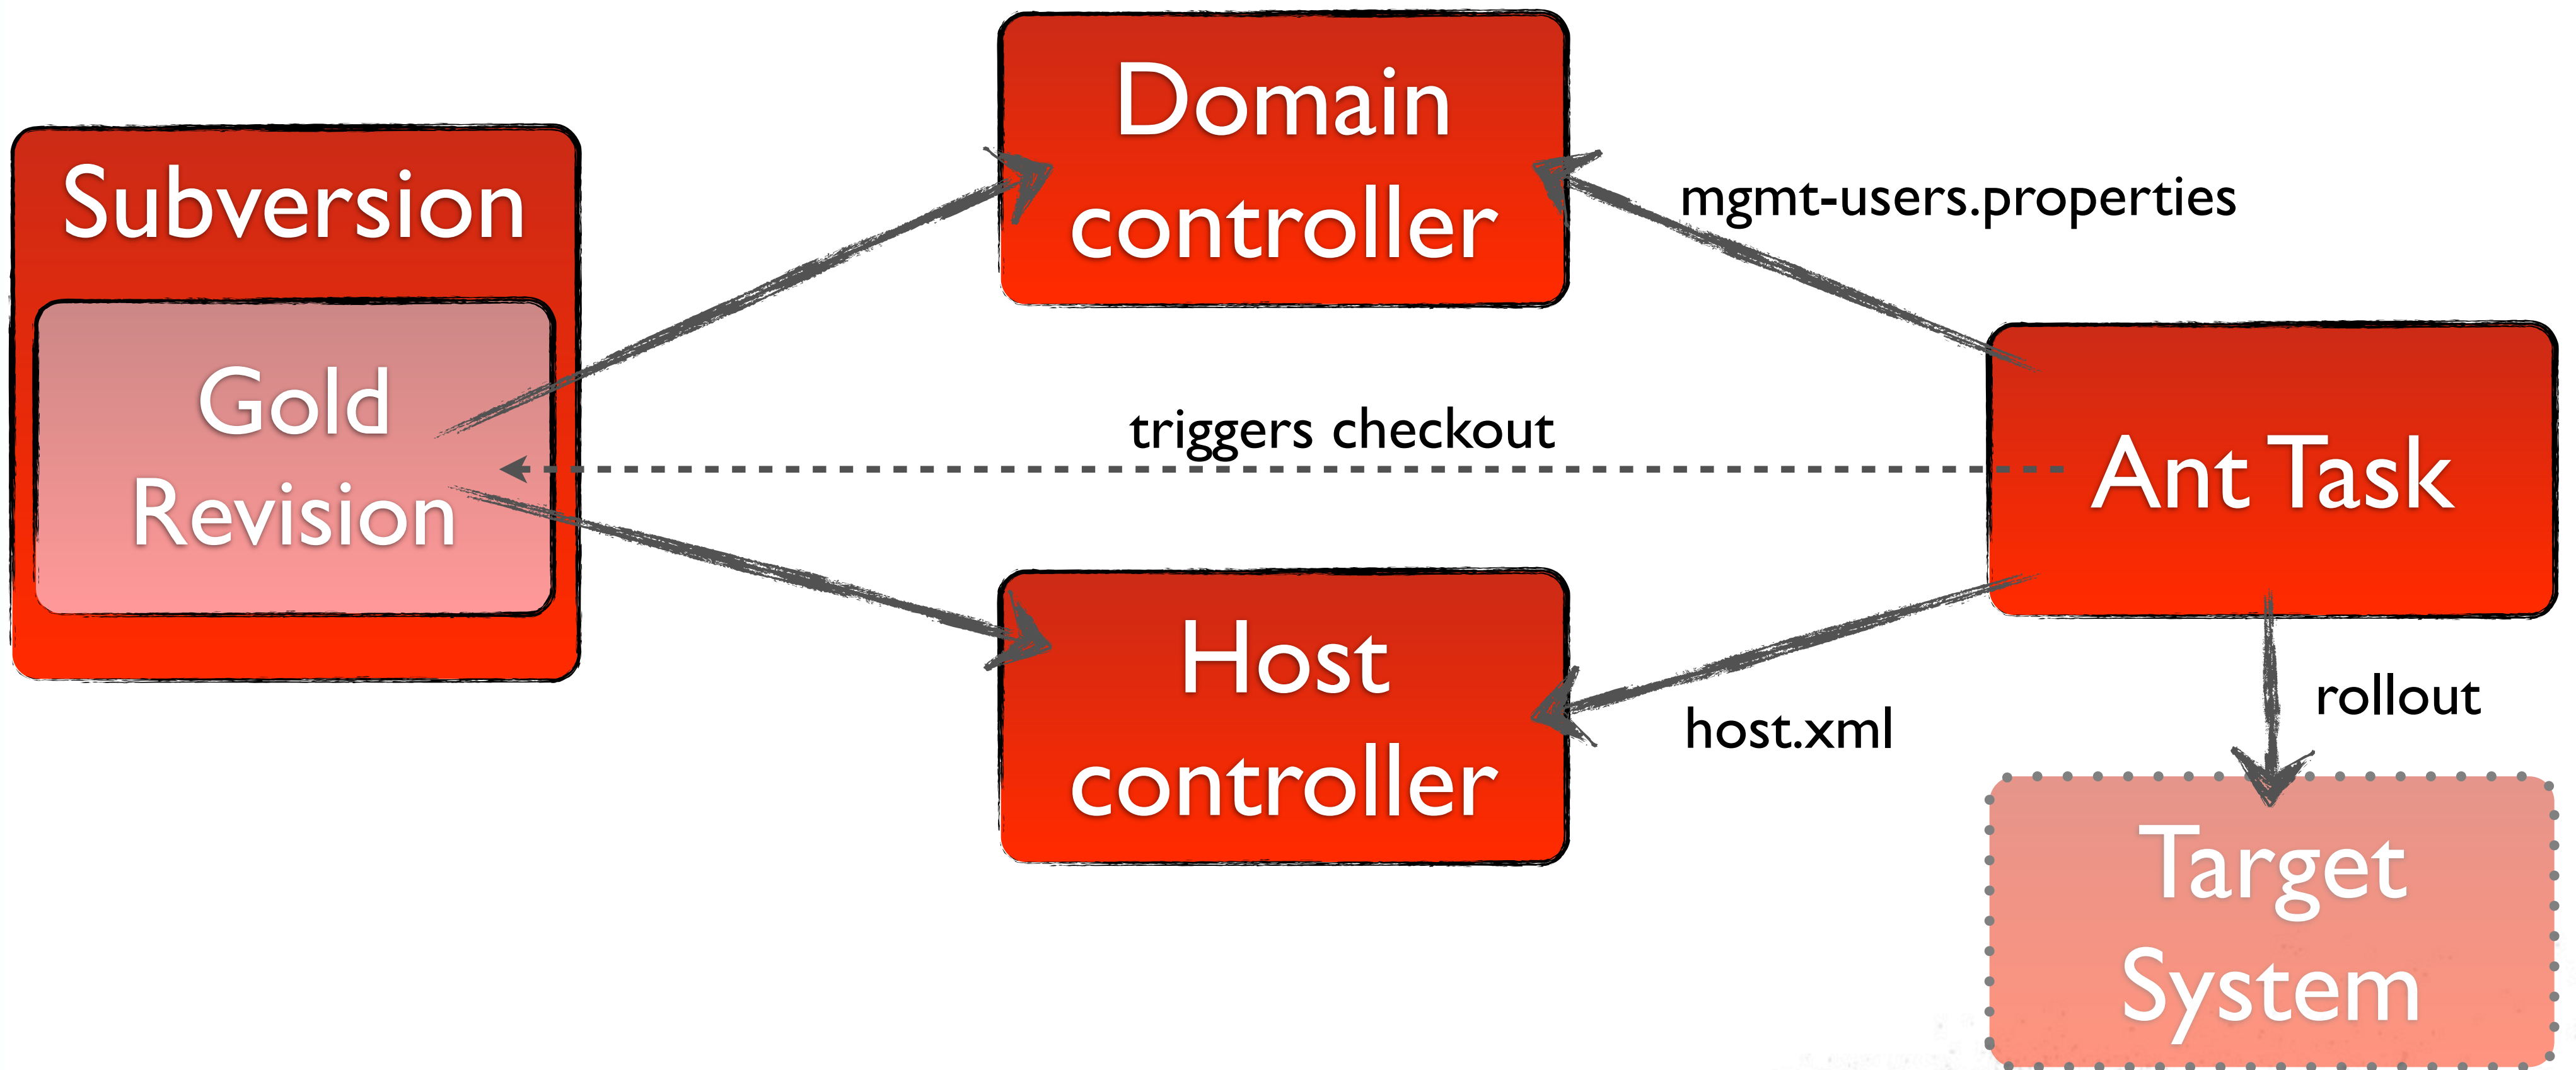 Domain
controller
Subversion
mgmt-users.properties
Gold
Revision
triggers checkout
Ant Task
Host
controller
host.xml
rollout
Target
System